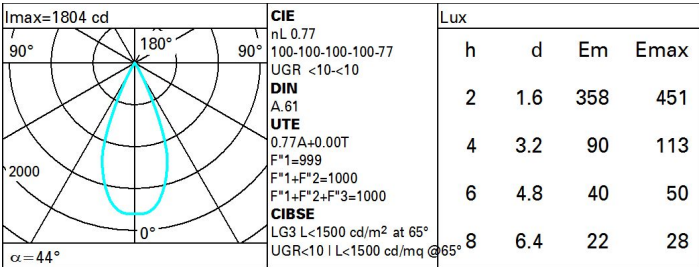 Imax=1804 cd
90° 180° 90°
2000
0°
α=44°
CIE
nL 0.77
100-100-100-100-77
UGR <10-<10
DIN
A.61
UTE
0.77A+0.00T
F"1=999
F"1+F"2=1000
F"1+F"2+F"3=1000
CIBSE
LG3 L<1500 cd/m² at 65°
UGR<10 | L<1500 cd/mq @65°
Lux
h d Em Emax
2 1.6 358 451
4 3.2 90 113
6 4.8 40 50
8 6.4 22 28